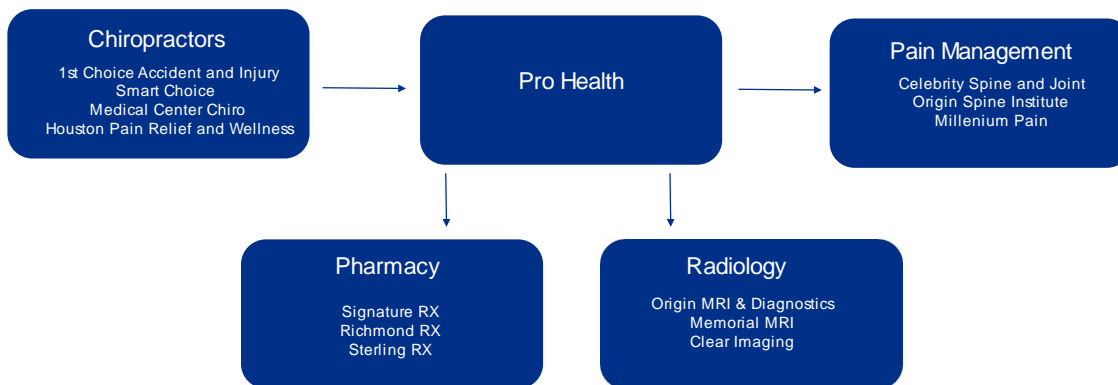 Chiropractors
1st Choice Accident and Injury
Smart Choice
Medical Center Chiro
Houston Pain Relief and Wellness
Pro Health
Pain Management
Celebrity Spine and Joint
Origin Spine Institute
Millenium Pain
Pharmacy
Signature RX
Richmond RX
Sterling RX
Radiology
Origin MRI & Diagnostics
Memorial MRI
Clear Imaging